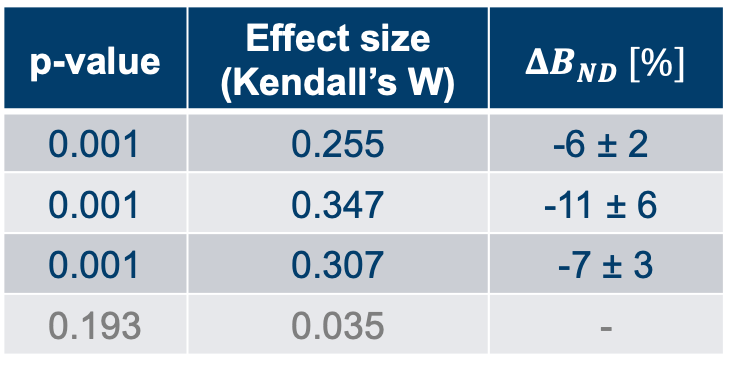 p-value Effect size (Kendall's W) ΔB_ND [%]
0.001 0.255 -6 ± 2
0.001 0.347 -11 ± 6
0.001 0.307 -7 ± 3
0.193 0.035 -